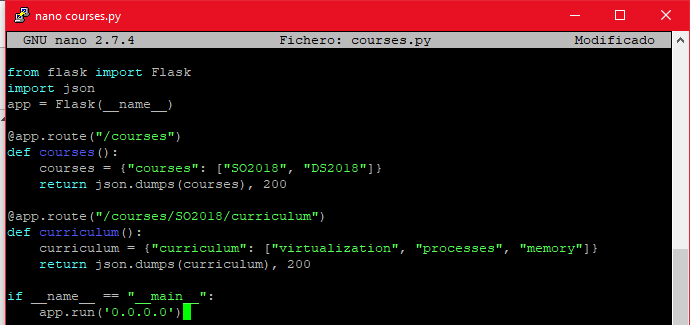 nano courses.py
GNU nano 2.7.4 Fichero: courses.py Modificado
from flask import Flask
import json
app = Flask(__name__)
@app.route("/courses")
def courses():
    courses = {"courses": ["SO2018", "DS2018"]}
    return json.dumps(courses), 200
@app.route("/courses/SO2018/curriculum")
def curriculum():
    curriculum = {"curriculum": ["virtualization", "processes", "memory"]}
    return json.dumps(curriculum), 200
if __name__ == "__main__":
    app.run('0.0.0.0')